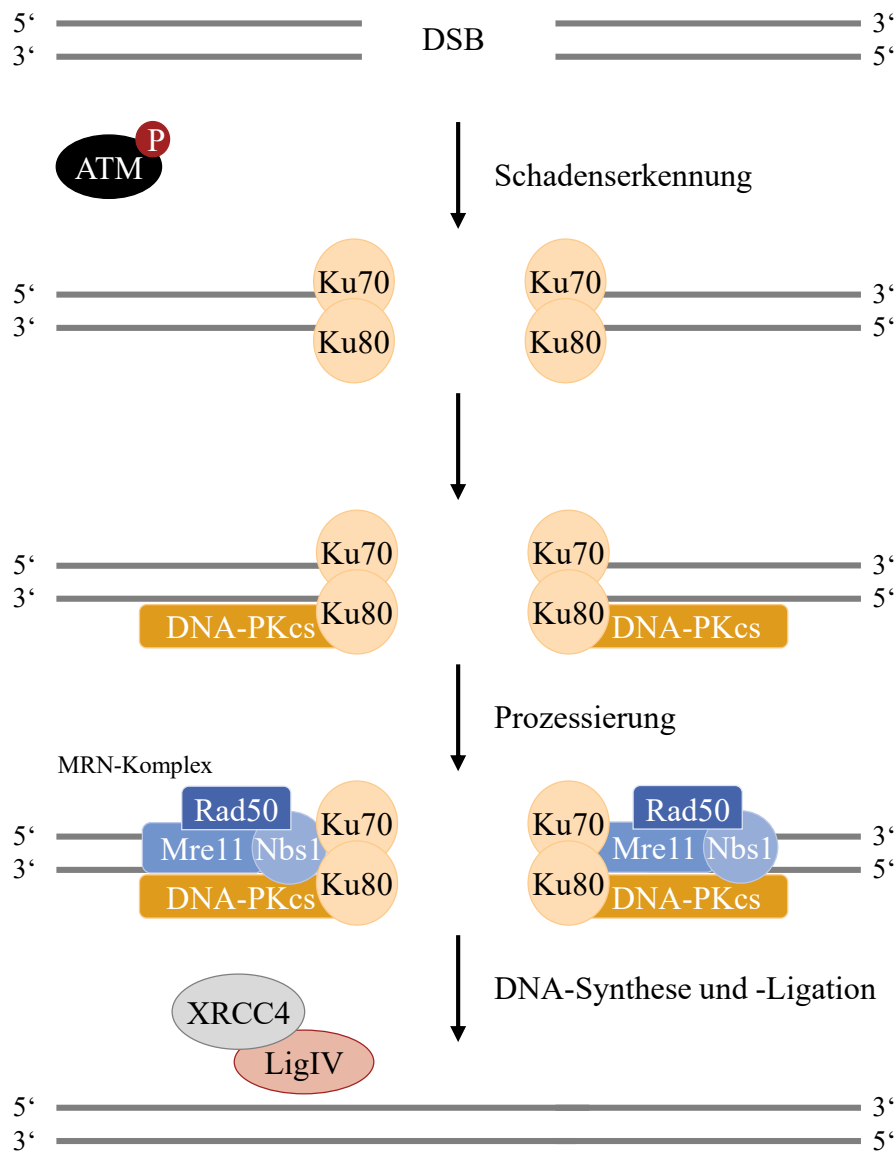 5‘ 3‘
DSB
3‘ 5‘
P
ATM
Schadenserkennung
Ku70 Ku70
5‘ 3‘
3‘ 5‘
Ku80 Ku80
Ku70 Ku70
5‘ 3‘
3‘ 5‘
DNA-PKcs Ku80 Ku80 DNA-PKcs
Prozessierung
MRN-Komplex
Rad50 Rad50
5‘ Ku70 Ku70 3‘
Mre11 Nbs1 Mre11 Nbs1
3‘ 5‘
DNA-PKcs Ku80 Ku80 DNA-PKcs
DNA-Synthese und -Ligation
XRCC4
LigIV
5‘ 3‘
3‘ 5‘